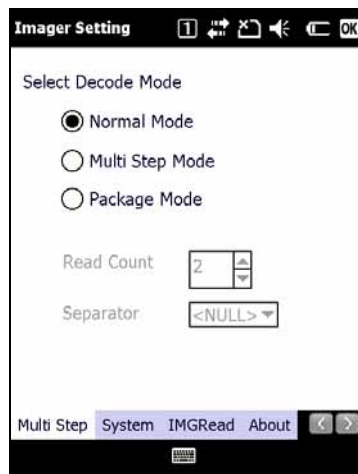 Imager Setting 1 OK
Select Decode Mode
Normal Mode
Multi Step Mode
Package Mode
Read Count 2
Separator <NULL>
Multi Step System IMGRead About